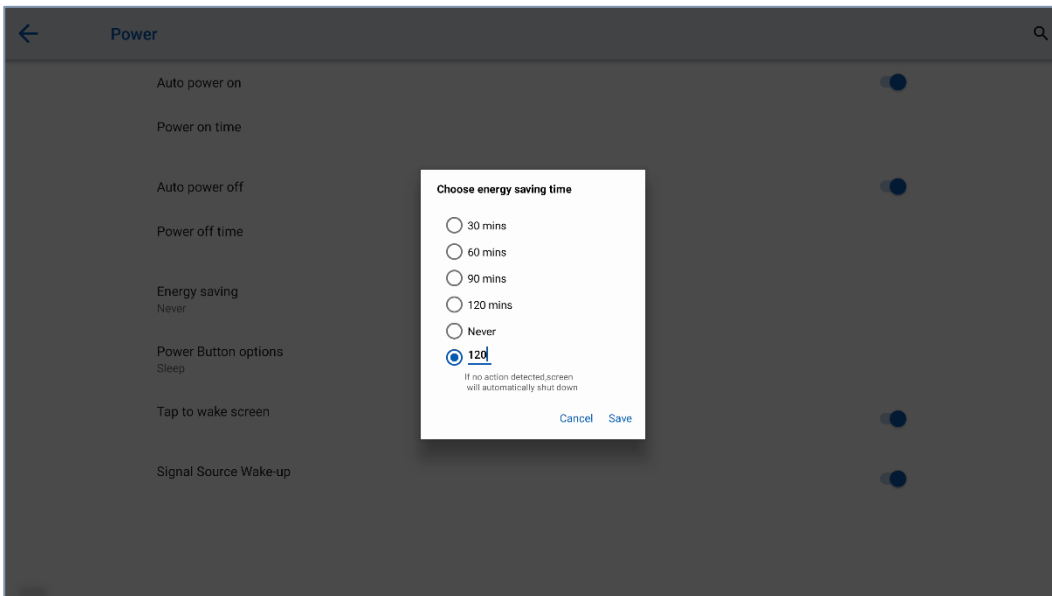 Power
Auto power on
Power on time
Auto power off
Power off time
Energy saving
Never
Power Button options
Sleep
Tap to wake screen
Signal Source Wake-up
Choose energy saving time
30 mins
60 mins
90 mins
120 mins
Never
120
If no action detected,screen
will automatically shut down
Cancel Save